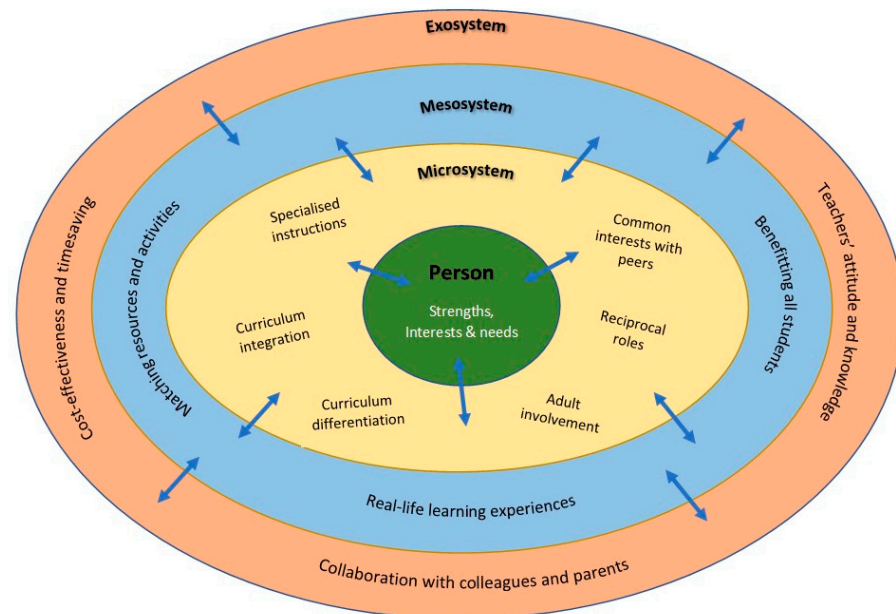 Exosystem
Mesosystem
Microsystem
Specialised
instructions
Common
interests with
peers
Person
Strengths,
Interests & needs
Curriculum
integration
Reciprocal
roles
Curriculum
differentiation
Adult
involvement
Matching resources and activities
Benefitting all students
Real-life learning experiences
Cost-effectiveness and timesaving
Teachers’ attitude and knowledge
Collaboration with colleagues and parents